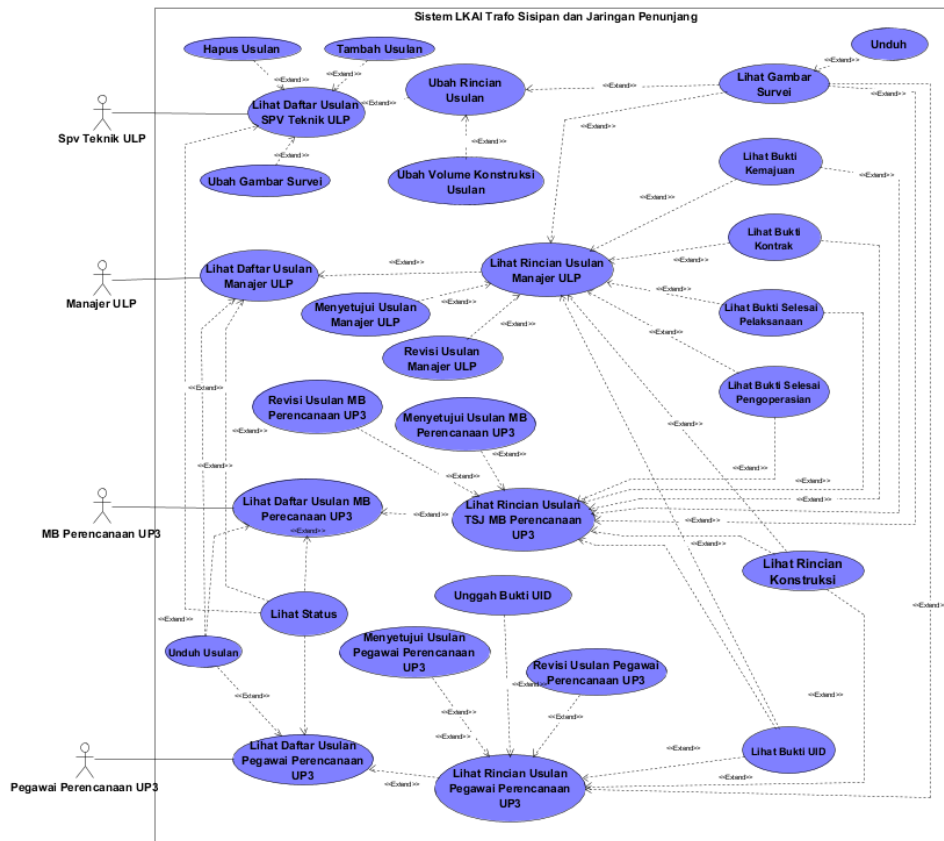 Sistem LKAI Trafo Sisipan dan Jaringan Penunjang
Hapus Usulan
Tambah Usulan
Unduh
<<Extend>>
<<Extend>>
<<Extend>>
Lihat Daftar Usulan
SPV Teknik ULP
<<Extend>>
Ubah Rincian
Usulan
<<Extend>>
Lihat Gambar
Survei
Spv Teknik ULP
<<Extend>>
<<Extend>>
<<Extend>>
<<Extend>>
<<Extend>>
Ubah Gambar Survei
Ubah Volume Konstruksi
Usulan
Lihat Bukti
Kemajuan
<<Extend>>
<<Extend>>
Lihat Bukti
Kontrak
<<Extend>>
Manajer ULP
Lihat Daftar Usulan
Manajer ULP
<<Extend>>
Lihat Rincian Usulan
Manajer ULP
<<Extend>>
Menyetujui Usulan
Manajer ULP
<<Extend>>
Lihat Bukti Selesai
Pelaksanaan
<<Extend>>
Revisi Usulan
Manajer ULP
<<Extend>>
<<Extend>>
Lihat Bukti Selesai
Pengoperasian
Revisi Usulan MB
Perencanaan UP3
Menyetujui Usulan MB
Perencanaan UP3
<<Extend>>
<<Extend>>
<<Extend>>
<<Extend>>
MB Perencanaan UP3
Lihat Daftar Usulan MB
Perecanaan UP3
<<Extend>>
<<Extend>>
Lihat Rincian Usulan
TSJ MB Perencanaan
UP3
<<Extend>>
<<Extend>>
Lihat Rincian
Konstruksi
Unggah Bukti UID
Lihat Status
<<Extend>>
<<Extend>>
Unduh Usulan
Menyetujui Usulan
Pegawai Perencanaan
UP3
Revisi Usulan Pegawai
Perencanaan UP3
<<Extend>>
<<Extend>>
<<Extend>>
<<Extend>>
<<Extend>>
<<Extend>>
Pegawai Perencanaan UP3
Lihat Daftar Usulan
Pegawai Perencanaan
UP3
<<Extend>>
Lihat Rincian Usulan
Pegawai Perencanaan
UP3
<<Extend>>
<<Extend>>
Lihat Bukti UID